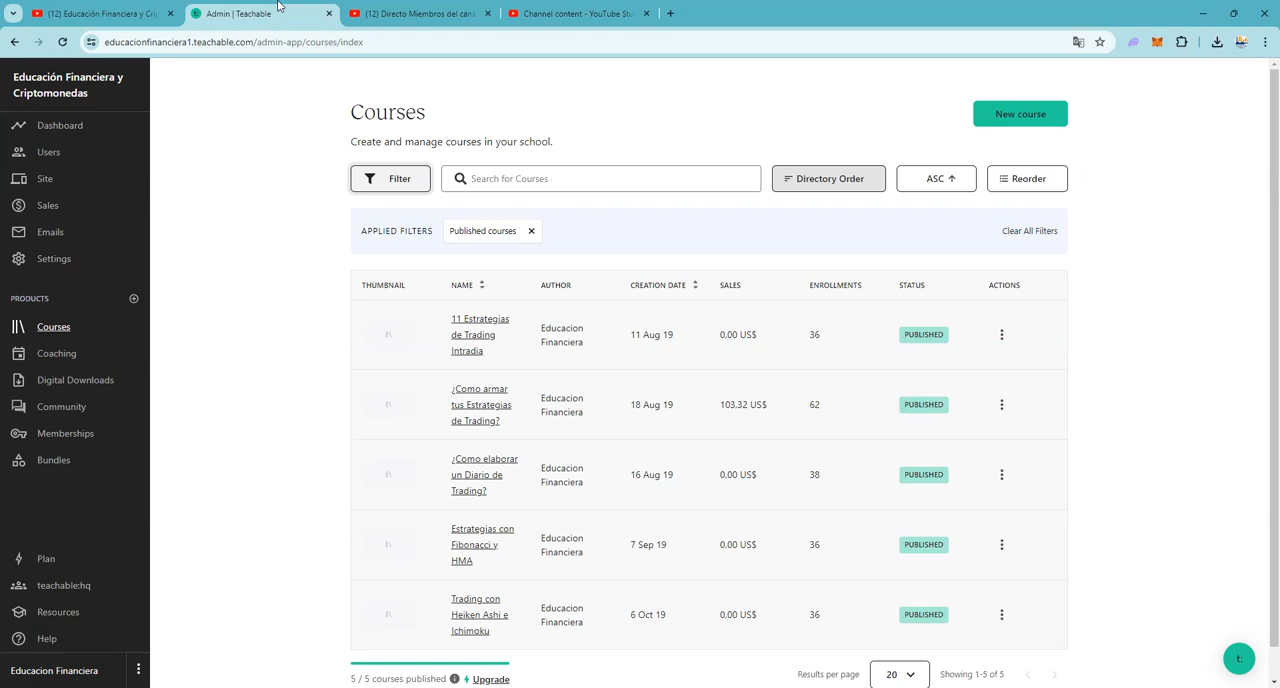 (12) Educación Financiera y Crip
Admin | Teachable
(12) Directo Miembros del cana
Channel content - YouTube Stu
educacionfinanciera1.teachable.com/admin-app/courses/index
Educación Financiera y
Criptomonedas
Dashboard
Users
Site
Sales
Emails
Settings
PRODUCTS
Courses
Coaching
Digital Downloads
Community
Memberships
Bundles
Plan
teachable:hq
Resources
Help
Educacion Financiera
Courses
New course
Create and manage courses in your school.
Filter
Search for Courses
Directory Order
ASC ↑
Reorder
APPLIED FILTERS
Published courses ×
Clear All Filters
THUMBNAIL NAME AUTHOR CREATION DATE SALES ENROLLMENTS STATUS ACTIONS
11 Estrategias
de Trading
Intradia
Educacion
Financiera
11 Aug 19
0,00 US$
36
PUBLISHED
¿Como armar
tus Estrategias
de Trading?
Educacion
Financiera
18 Aug 19
103,32 US$
62
PUBLISHED
¿Como elaborar
un Diario de
Trading?
Educacion
Financiera
16 Aug 19
0,00 US$
38
PUBLISHED
Estrategias con
Fibonacci y
HMA
Educacion
Financiera
7 Sep 19
0,00 US$
36
PUBLISHED
Trading con
Heiken Ashi e
Ichimoku
Educacion
Financiera
6 Oct 19
0,00 US$
36
PUBLISHED
5 / 5 courses published
Upgrade
Results per page
20
Showing 1-5 of 5
t: